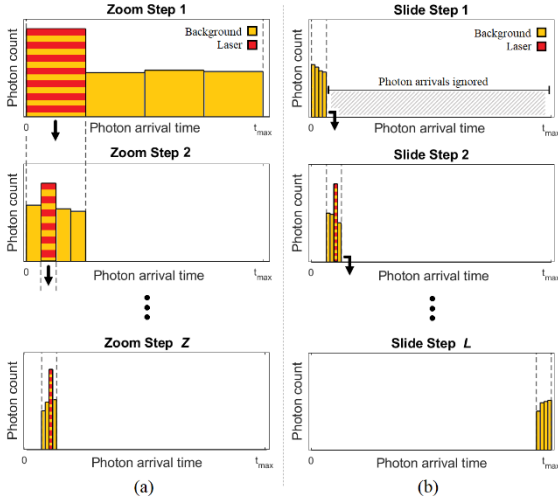 Zoom Step 1
Photon count
Background
Laser
0
Photon arrival time
tmax
Zoom Step 2
Photon count
0
Photon arrival time
tmax
Zoom Step Z
Photon count
0
Photon arrival time
tmax
(a)
Slide Step 1
Photon count
Background
Laser
Photon arrivals ignored
0
Photon arrival time
tmax
Slide Step 2
Photon count
0
Photon arrival time
tmax
Slide Step L
Photon count
0
Photon arrival time
tmax
(b)